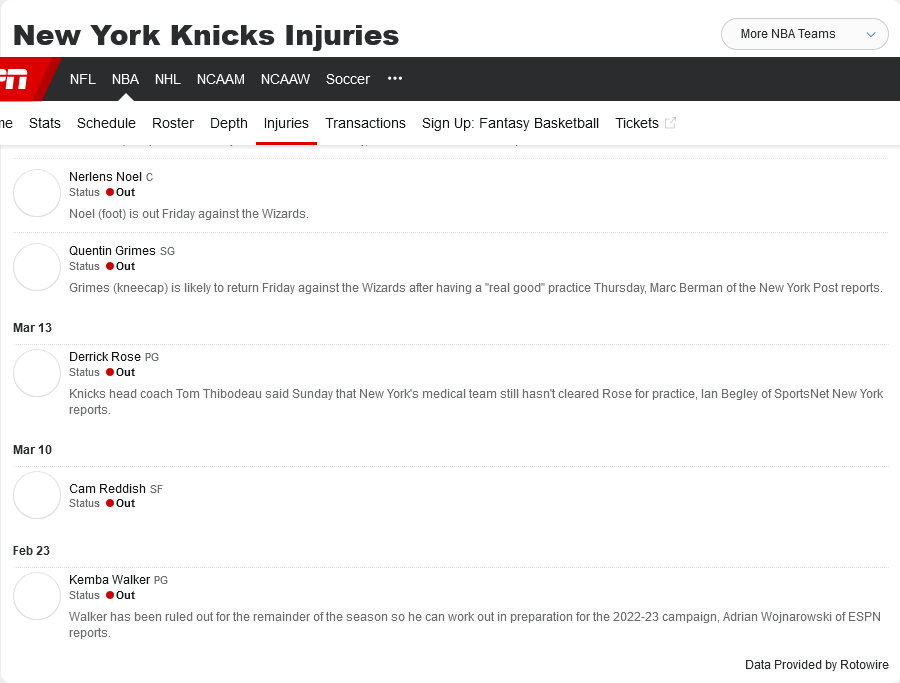 New York Knicks Injuries
More NBA Teams
NFL NBA NHL NCAAM NCAAW Soccer •••
Stats Schedule Roster Depth Injuries Transactions Sign Up: Fantasy Basketball Tickets
Nerlens Noel C
Status Out
Noel (foot) is out Friday against the Wizards.
Quentin Grimes SG
Status Out
Grimes (kneecap) is likely to return Friday against the Wizards after having a "real good" practice Thursday, Marc Berman of the New York Post reports.
Mar 13
Derrick Rose PG
Status Out
Knicks head coach Tom Thibodeau said Sunday that New York's medical team still hasn't cleared Rose for practice, Ian Begley of SportsNet New York
reports.
Mar 10
Cam Reddish SF
Status Out
Feb 23
Kemba Walker PG
Status Out
Walker has been ruled out for the remainder of the season so he can work out in preparation for the 2022-23 campaign, Adrian Wojnarowski of ESPN
reports.
Data Provided by Rotowire